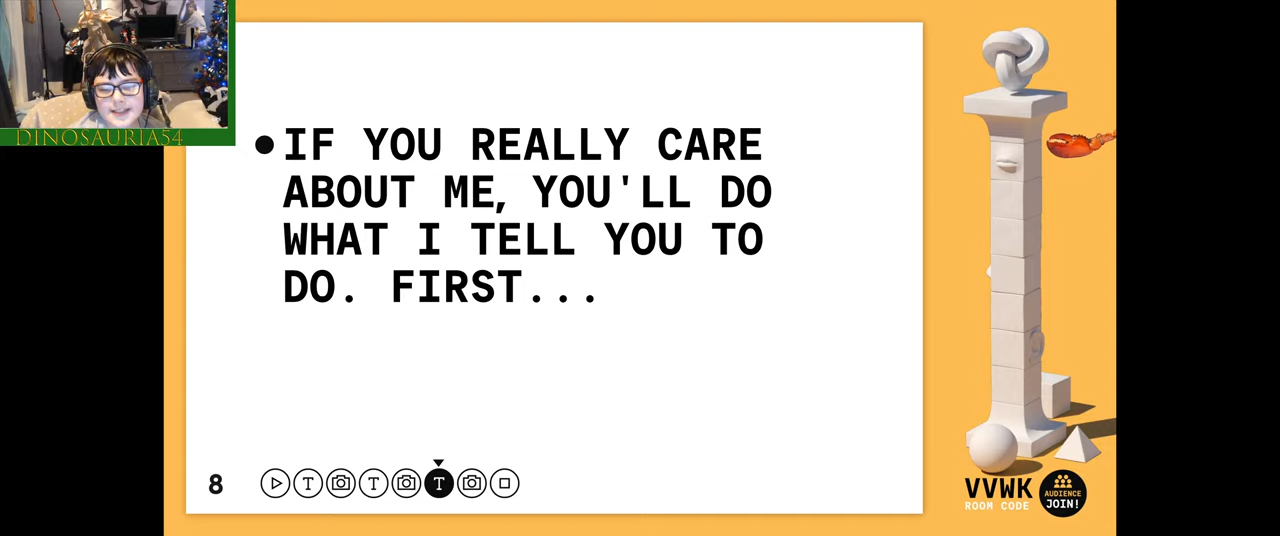 DINOSAURIA54
● IF YOU REALLY CARE
ABOUT ME, YOU'LL DO
WHAT I TELL YOU TO
DO. FIRST...
8
T T T
VVWK
ROOM CODE
AUDIENCE
JOIN!